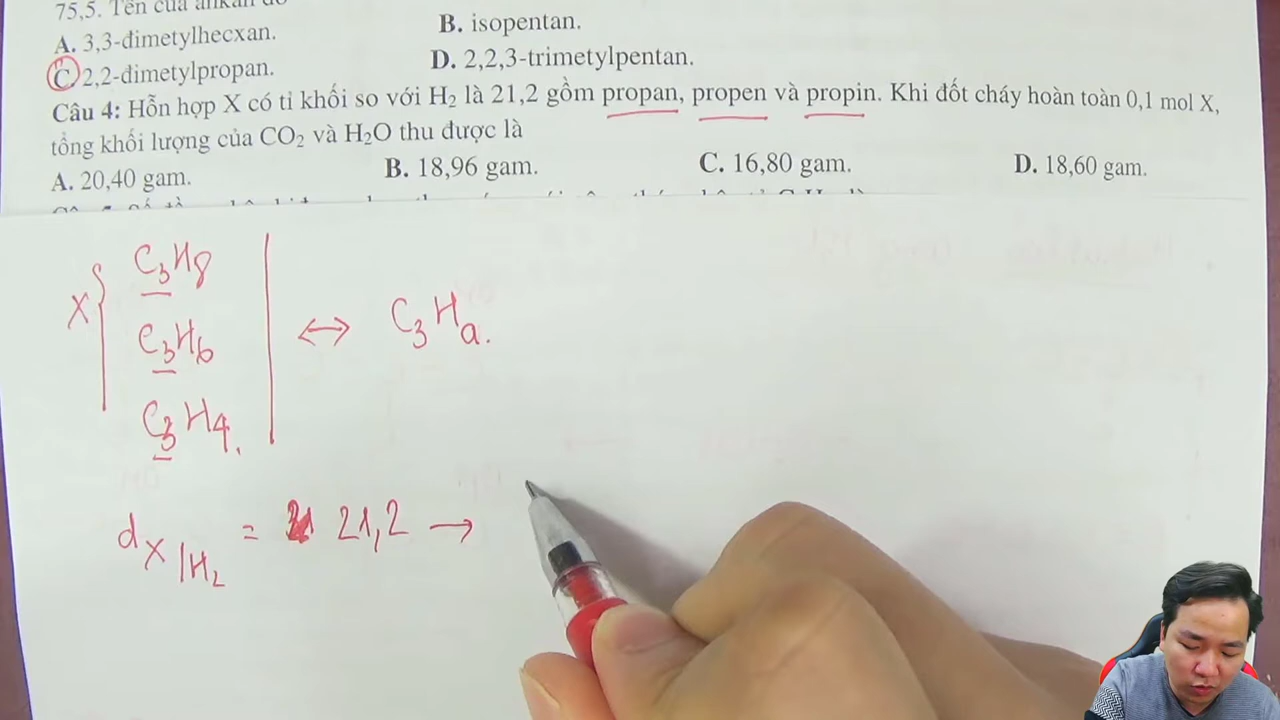 75,5. Tên của ankan đó
A. 3,3-đimetylhecxan.
B. isopentan.
C. 2,2-đimetylpropan.
D. 2,2,3-trimetylpentan.
Câu 4: Hỗn hợp X có tỉ khối so với H₂ là 21,2 gồm propan, propen và propin. Khi đốt cháy hoàn toàn 0,1 mol X,
tổng khối lượng của CO₂ và H₂O thu được là
A. 20,40 gam.
B. 18,96 gam.
C. 16,80 gam.
D. 18,60 gam.
C₃H₈
X { C₃H₆ ↔ C₃Hₐ.
C₃H₄.
d X/H₂ = 21,2 →